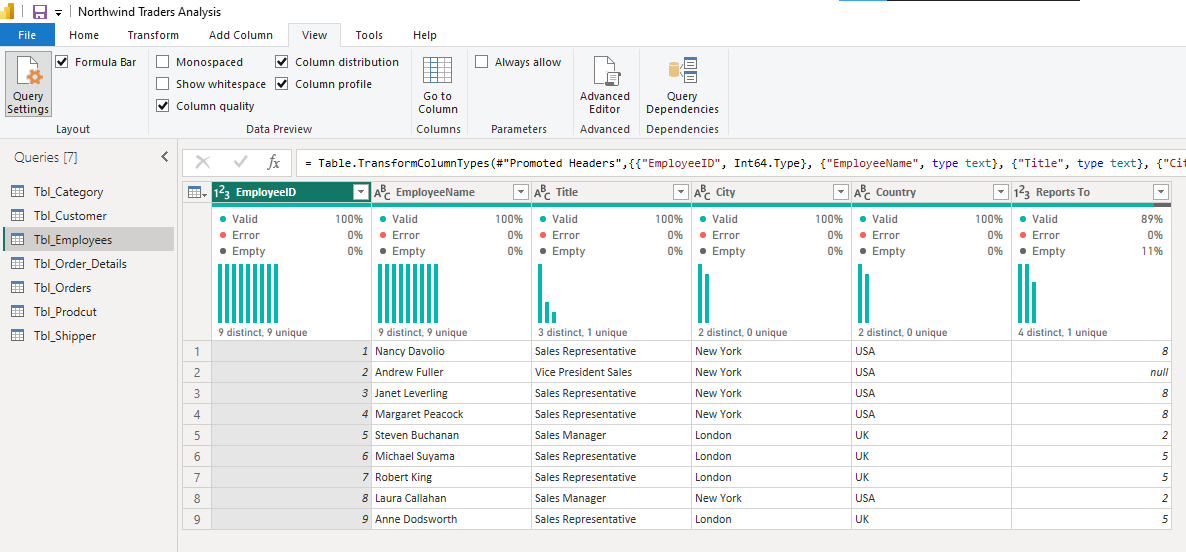 Northwind Traders Analysis
File Home Transform Add Column View Tools Help
Query Settings
Formula Bar
Layout
Monospaced
Show whitespace
Column quality
Column distribution
Column profile
Data Preview
Go to Column
Columns
Always allow
Parameters
Advanced Editor
Advanced
Query Dependencies
Dependencies
Queries [7]
Tbl_Category
Tbl_Customer
Tbl_Employees
Tbl_Order_Details
Tbl_Orders
Tbl_Prodcut
Tbl_Shipper
fx
= Table.TransformColumnTypes(#"Promoted Headers",{{"EmployeeID", Int64.Type}, {"EmployeeName", type text}, {"Title", type text}, {"Cit
123 EmployeeID ABC EmployeeName ABC Title ABC City ABC Country 123 Reports To
Valid 100% Valid 100% Valid 100% Valid 100% Valid 100% Valid 89%
Error 0% Error 0% Error 0% Error 0% Error 0% Error 0%
Empty 0% Empty 0% Empty 0% Empty 0% Empty 0% Empty 11%
9 distinct, 9 unique 9 distinct, 9 unique 3 distinct, 1 unique 2 distinct, 0 unique 2 distinct, 0 unique 4 distinct, 1 unique
1 1 Nancy Davolio Sales Representative New York USA 8
2 2 Andrew Fuller Vice President Sales New York USA null
3 3 Janet Leverling Sales Representative New York USA 8
4 4 Margaret Peacock Sales Representative New York USA 8
5 5 Steven Buchanan Sales Manager London UK 2
6 6 Michael Suyama Sales Representative London UK 5
7 7 Robert King Sales Representative London UK 5
8 8 Laura Callahan Sales Manager New York USA 2
9 9 Anne Dodsworth Sales Representative London UK 5